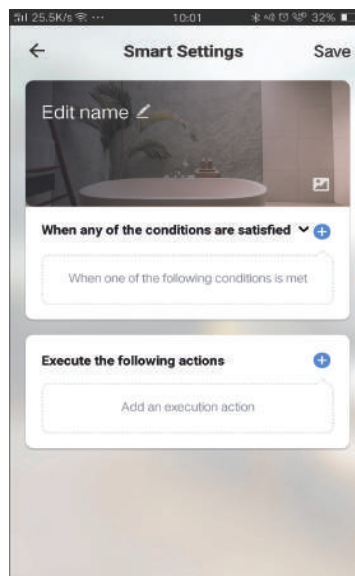 25.5K/s ... 10:01 32%
Smart Settings Save
Edit name
When any of the conditions are satisfied
When one of the following conditions is met
Execute the following actions
Add an execution action